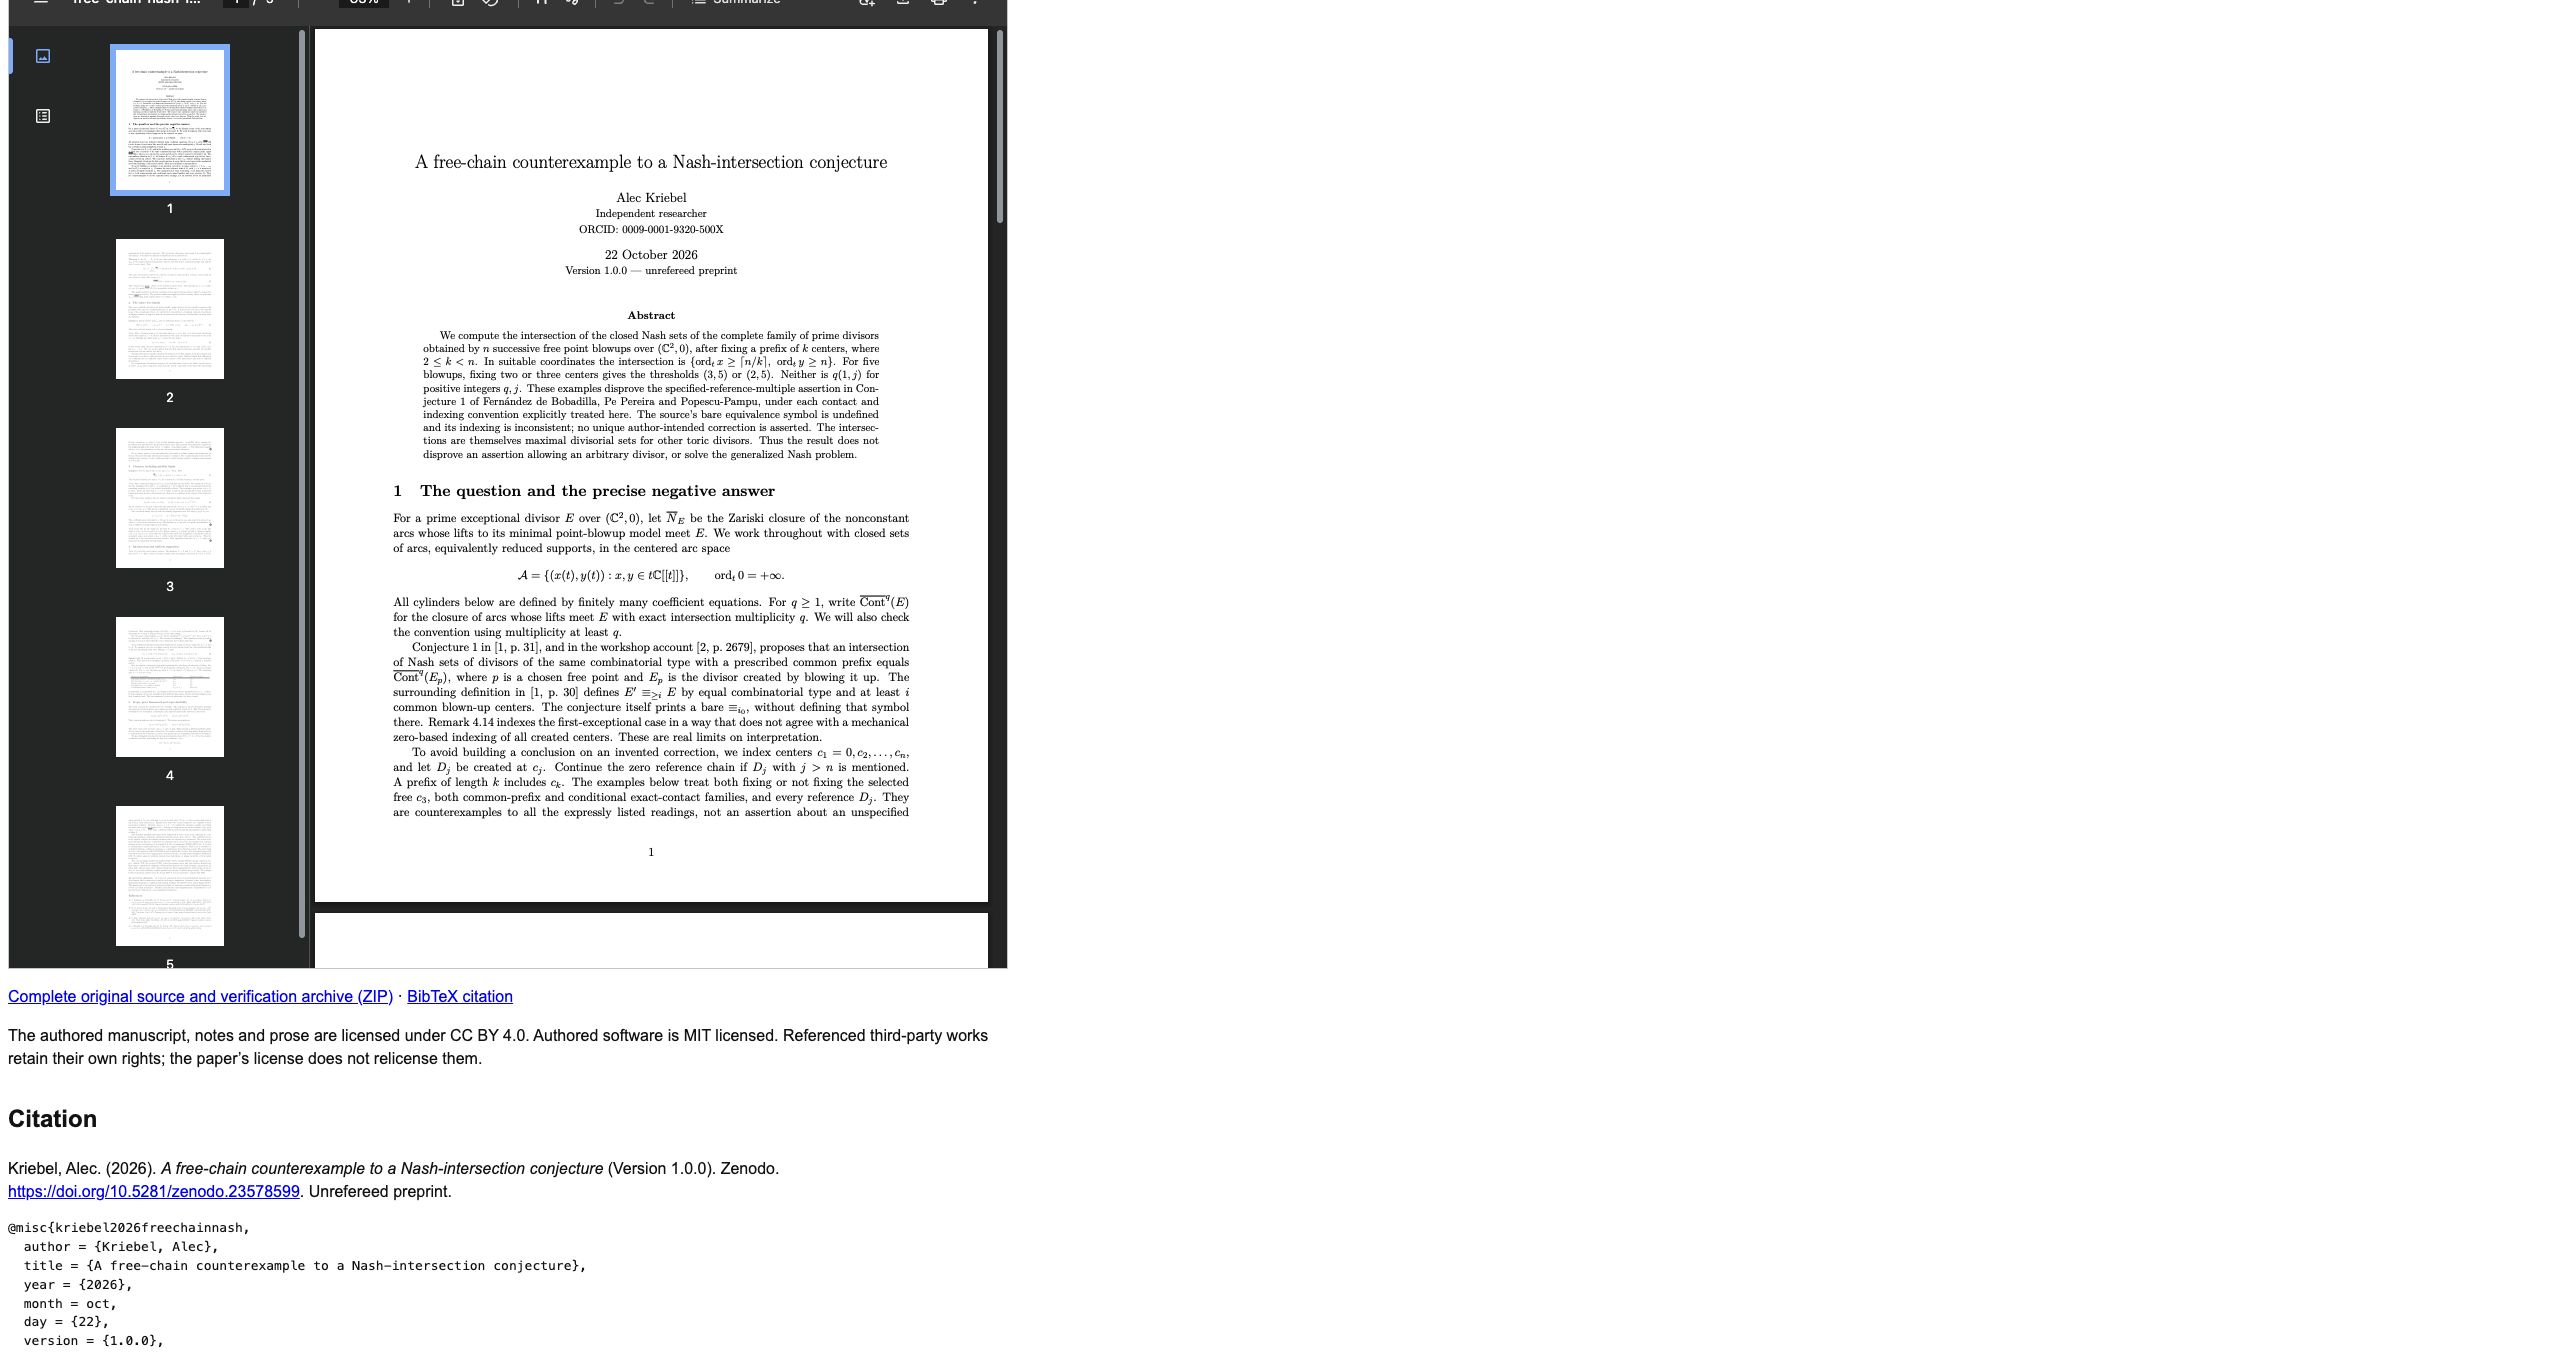 Summarize
1
2
3
4
5
A free-chain counterexample to a Nash-intersection conjecture
Alec Kriebel
Independent researcher
ORCID: 0009-0001-9320-500X
22 October 2026
Version 1.0.0 — unrefereed preprint
Abstract
We compute the intersection of the closed Nash sets of the complete family of prime divisors
obtained by n successive free point blowups over (ℂ², 0), after fixing a prefix of k centers, where
2 ≤ k < n. In suitable coordinates the intersection is {ordₜ x ≥ ⌈n/k⌉, ordₜ y ≥ n}. For five
blowups, fixing two or three centers gives the thresholds (3, 5) or (2, 5). Neither is q(1, j) for
positive integers q, j. These examples disprove the specified-reference-multiple assertion in Con-
jecture 1 of Fernández de Bobadilla, Pe Pereira and Popescu-Pampu, under each contact and
indexing convention explicitly treated here. The source's bare equivalence symbol is undefined
and its indexing is inconsistent; no unique author-intended correction is asserted. The intersec-
tions are themselves maximal divisorial sets for other toric divisors. Thus the result does not
disprove an assertion allowing an arbitrary divisor, or solve the generalized Nash problem.
1 The question and the precise negative answer
For a prime exceptional divisor E over (ℂ², 0), let N̅_E be the Zariski closure of the nonconstant
arcs whose lifts to its minimal point-blowup model meet E. We work throughout with closed sets
of arcs, equivalently reduced supports, in the centered arc space
𝒜 = {(x(t), y(t)) : x, y ∈ tℂ[[t]]}, ordₜ 0 = +∞.
All cylinders below are defined by finitely many coefficient equations. For q ≥ 1, write C̅o̅n̅t̅^q(E)
for the closure of arcs whose lifts meet E with exact intersection multiplicity q. We will also check
the convention using multiplicity at least q.
Conjecture 1 in [1, p. 31], and in the workshop account [2, p. 2679], proposes that an intersection
of Nash sets of divisors of the same combinatorial type with a prescribed common prefix equals
C̅o̅n̅t̅^q(E_p), where p is a chosen free point and E_p is the divisor created by blowing it up. The
surrounding definition in [1, p. 30] defines E′ ≡_≥i E by equal combinatorial type and at least i
common blown-up centers. The conjecture itself prints a bare ≡_i₀, without defining that symbol
there. Remark 4.14 indexes the first-exceptional case in a way that does not agree with a mechanical
zero-based indexing of all created centers. These are real limits on interpretation.
To avoid building a conclusion on an invented correction, we index centers c₁ = 0, c₂, . . . , cₙ,
and let Dⱼ be created at cⱼ. Continue the zero reference chain if Dⱼ with j > n is mentioned.
A prefix of length k includes cₖ. The examples below treat both fixing or not fixing the selected
free c₃, both common-prefix and conditional exact-contact families, and every reference Dⱼ. They
are counterexamples to all the expressly listed readings, not an assertion about an unspecified
1
Complete original source and verification archive (ZIP) · BibTeX citation
The authored manuscript, notes and prose are licensed under CC BY 4.0. Authored software is MIT licensed. Referenced third-party works
retain their own rights; the paper's license does not relicense them.
Citation
Kriebel, Alec. (2026). A free-chain counterexample to a Nash-intersection conjecture (Version 1.0.0). Zenodo.
https://doi.org/10.5281/zenodo.23578599. Unrefereed preprint.
@misc{kriebel2026freechainnash,
author = {Kriebel, Alec},
title = {A free-chain counterexample to a Nash-intersection conjecture},
year = {2026},
month = oct,
day = {22},
version = {1.0.0},